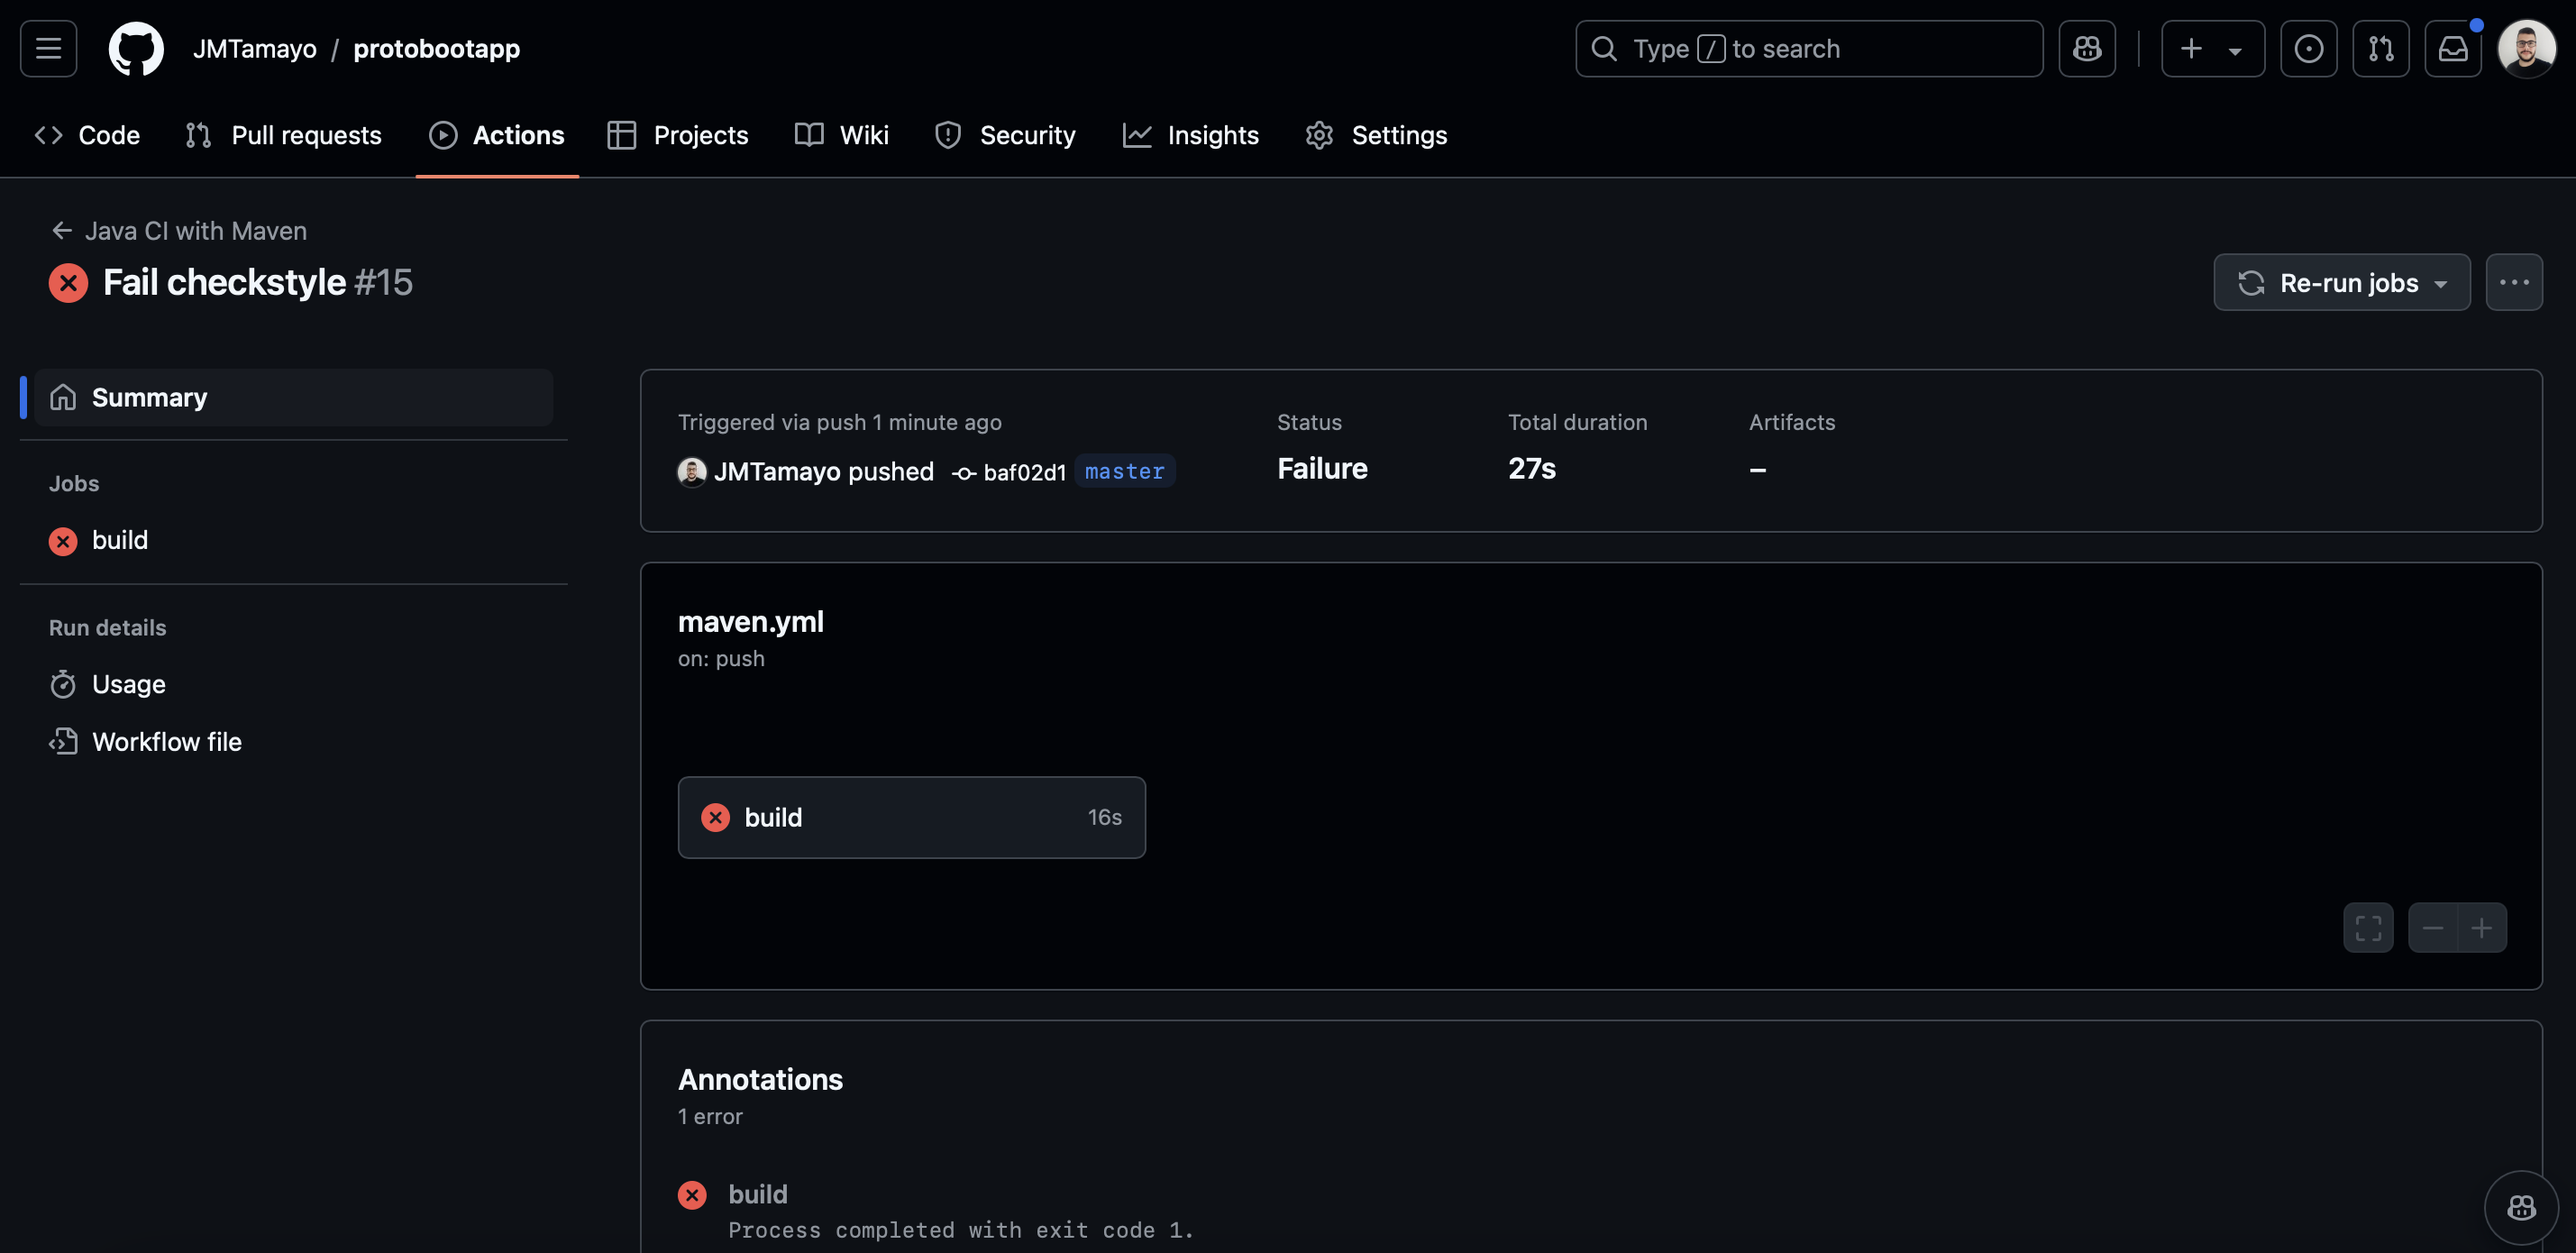 JMTamayo / protobootapp
Type / to search
Code Pull requests Actions Projects Wiki Security Insights Settings
Java CI with Maven
Fail checkstyle #15
Re-run jobs
Summary
Jobs
build
Run details
Usage
Workflow file
Triggered via push 1 minute ago
JMTamayo pushed baf02d1 master
Status
Failure
Total duration
27s
Artifacts
–
maven.yml
on: push
build 16s
Annotations
1 error
build
Process completed with exit code 1.